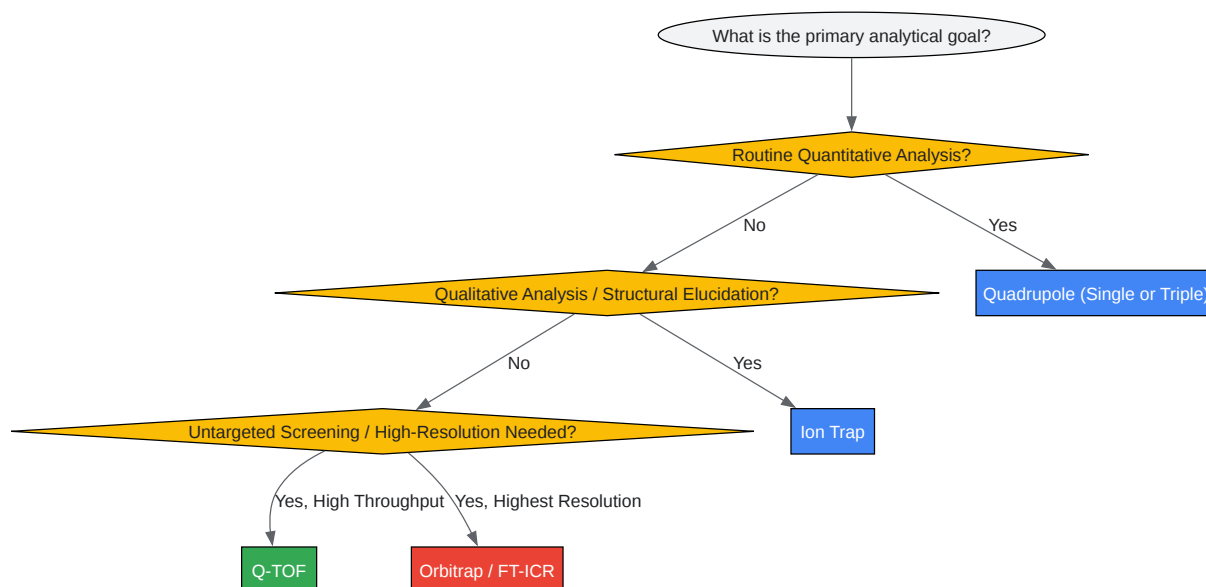 What is the primary analytical goal?
Routine Quantitative Analysis?
No
Yes
Qualitative Analysis / Structural Elucidation?
Quadrupole (Single or Triple)
No
Yes
Untargeted Screening / High-Resolution Needed?
Ion Trap
Yes, High Throughput
Yes, Highest Resolution
Q-TOF
Orbitrap / FT-ICR